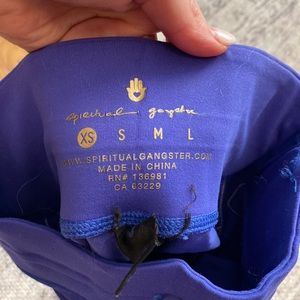 spiritual gangster
XS S M L
WWW.SPIRITUALGANGSTER.COM
MADE IN CHINA
RN# 136981
CA 63229